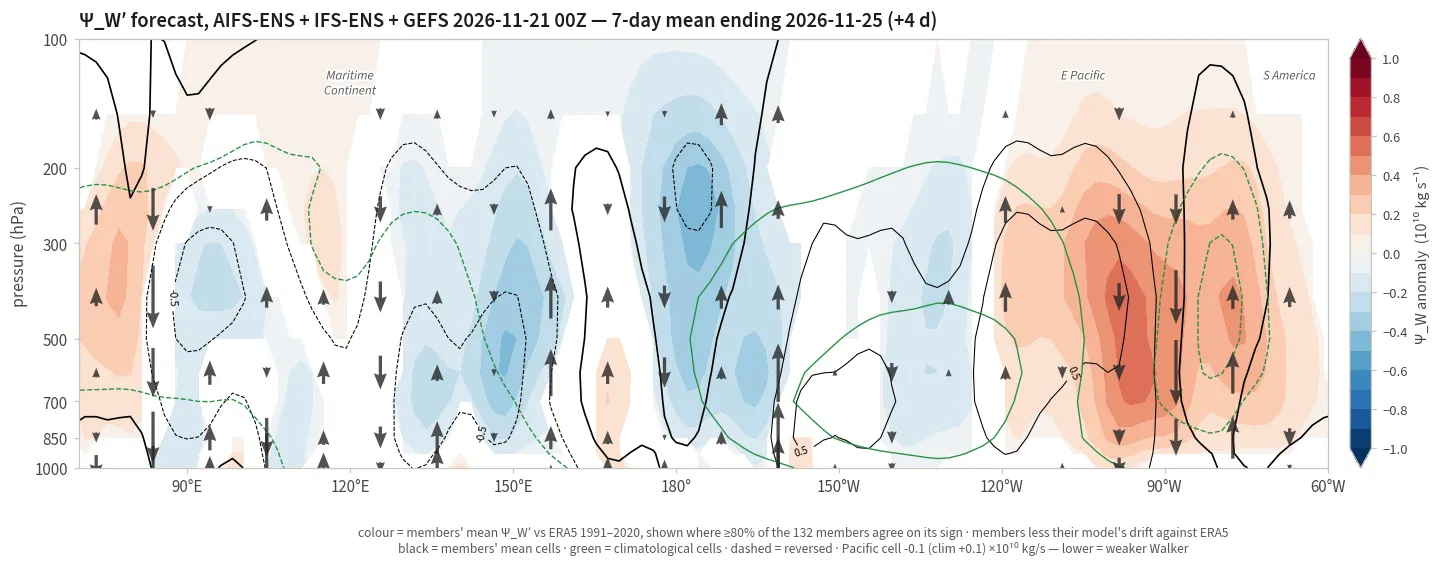 Ψ_W′ forecast, AIFS-ENS + IFS-ENS + GEFS 2026-11-21 00Z — 7-day mean ending 2026-11-25 (+4 d)
100
200
300
500
700
850
1000
pressure (hPa)
Maritime
Continent
E Pacific
S America
0.5
-0.5
0.5
0.5
90°E
120°E
150°E
180°
150°W
120°W
90°W
60°W
1.0
0.8
0.6
0.4
0.2
0.0
−0.2
−0.4
−0.6
−0.8
−1.0
Ψ_W anomaly (10¹⁰ kg s⁻¹)
colour = members' mean Ψ_W′ vs ERA5 1991–2020, shown where ≥80% of the 132 members agree on its sign · members less their model's drift against ERA5
black = members' mean cells · green = climatological cells · dashed = reversed · Pacific cell -0.1 (clim +0.1) ×10¹⁰ kg/s — lower = weaker Walker